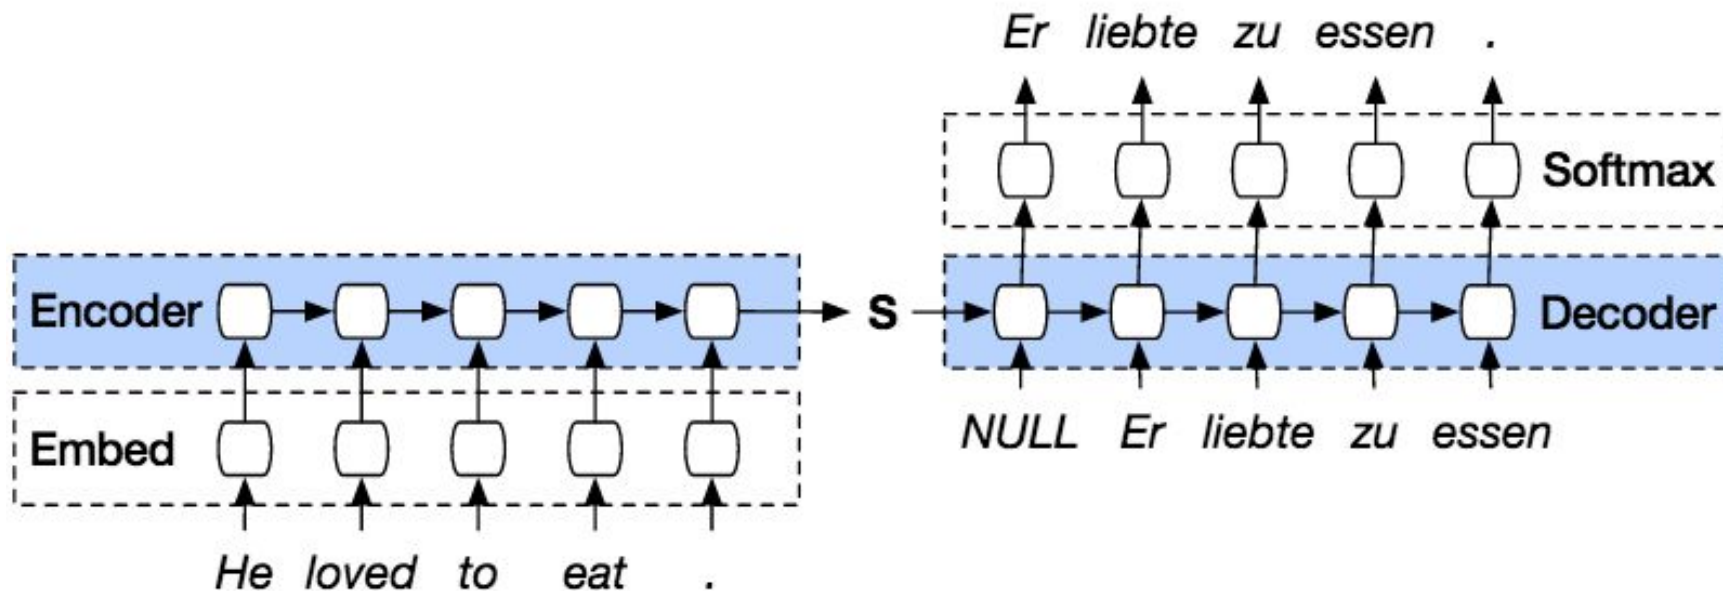 Er liebte zu essen .
Softmax
Encoder S Decoder
NULL Er liebte zu essen
Embed
He loved to eat .